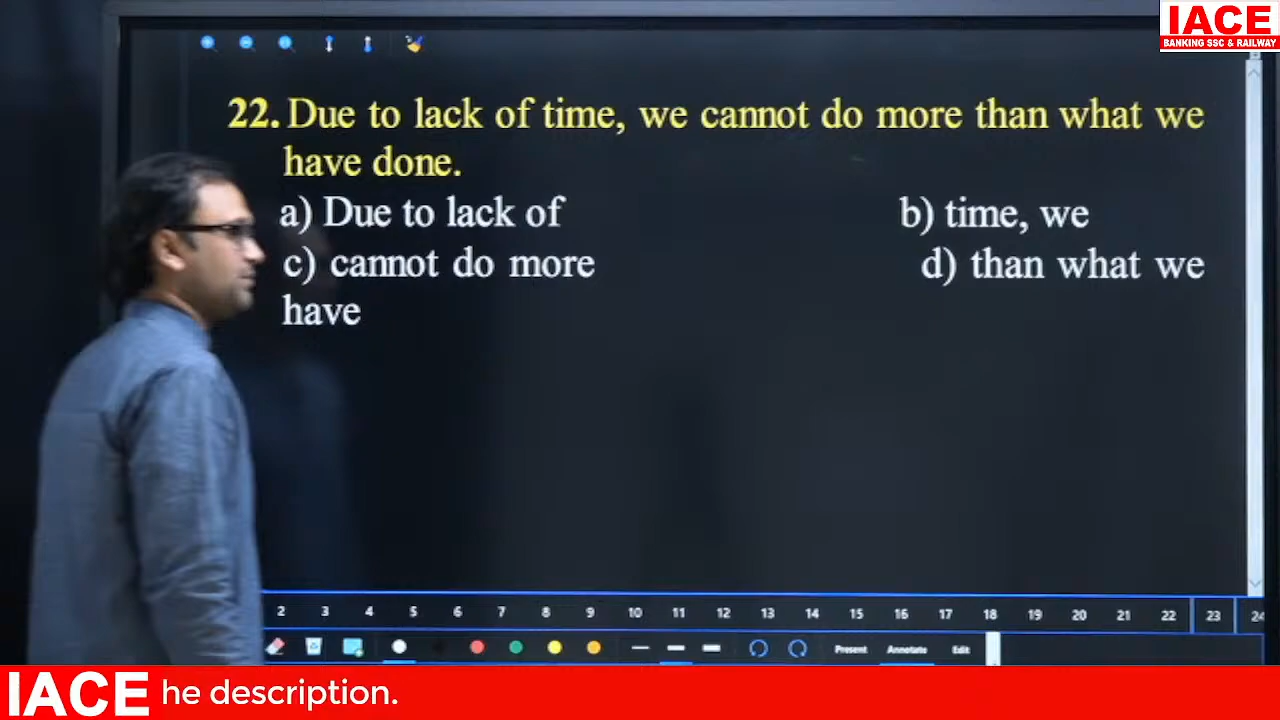 IACE
BANKING SSC & RAILWAY
22. Due to lack of time, we cannot do more than what we
have done.
a) Due to lack of b) time, we
c) cannot do more d) than what we
have
2 3 4 5 6 7 8 9 10 11 12 13 14 15 16 17 18 19 20 21 22 23 24
Present Annotate Edit
IACE he description.